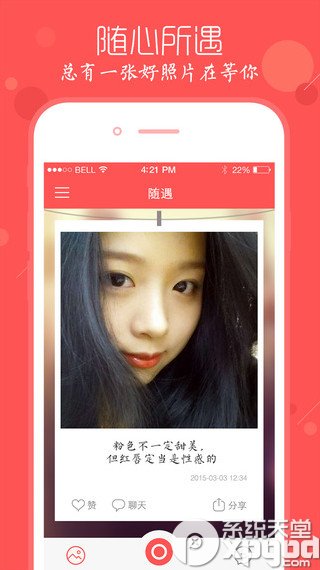 随心所遇
总有一张好照片在等你
BELL
4:21 PM
22%
随遇
粉色不一定甜美,
但红唇定当是性感的
2015-03-03 12:34
赞
聊天
分享
系统天堂
xpgod
.com